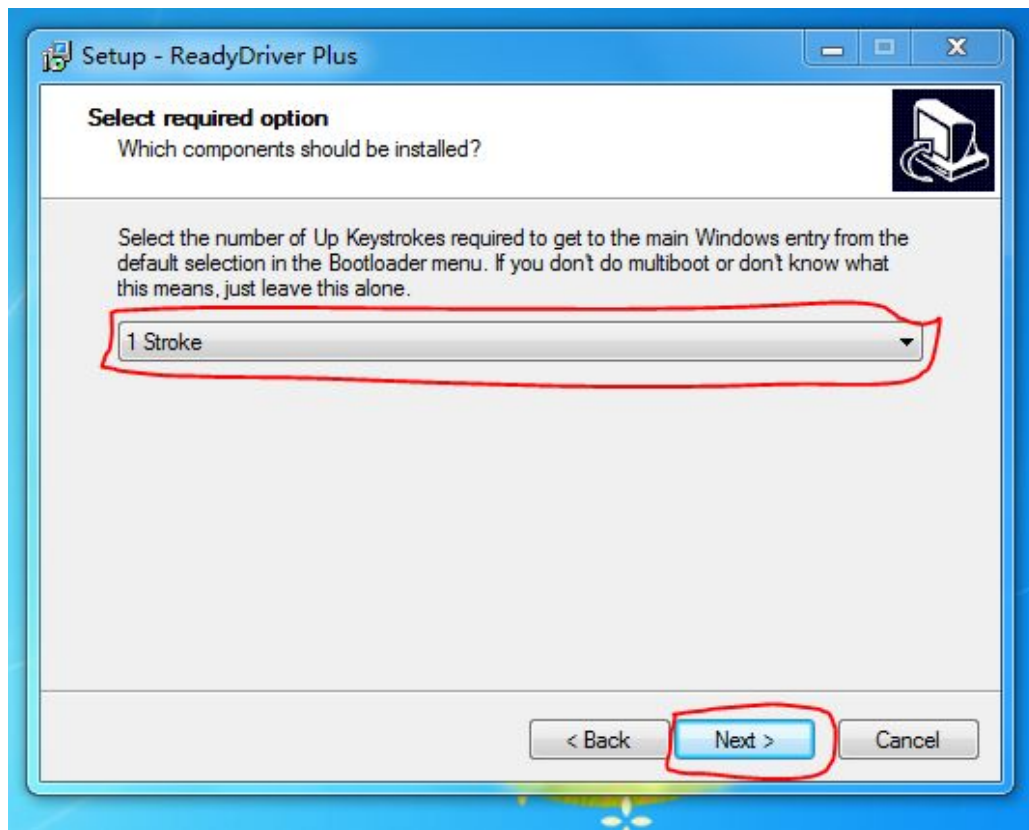 Setup - ReadyDriver Plus
Select required option
Which components should be installed?
Select the number of Up Keystrokes required to get to the main Windows entry from the
default selection in the Bootloader menu. If you don't do multiboot or don't know what
this means, just leave this alone.
1 Stroke
< Back Next > Cancel